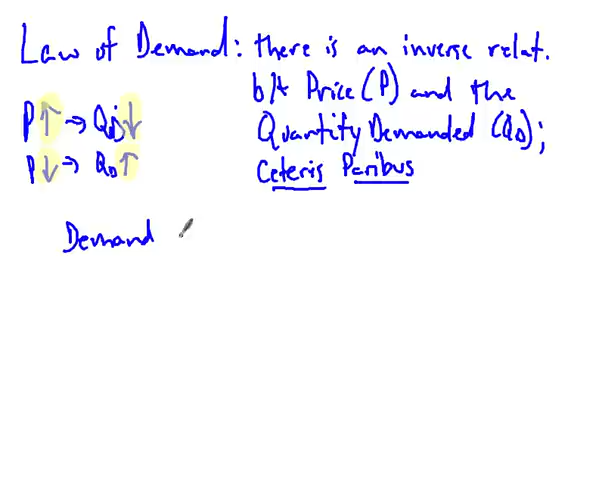 Law of Demand: there is an inverse relat.
b/t Price (P) and the
P↑ → QD↓ Quantity Demanded (QD);
P↓ → QD↑ Ceteris Paribus
Demand